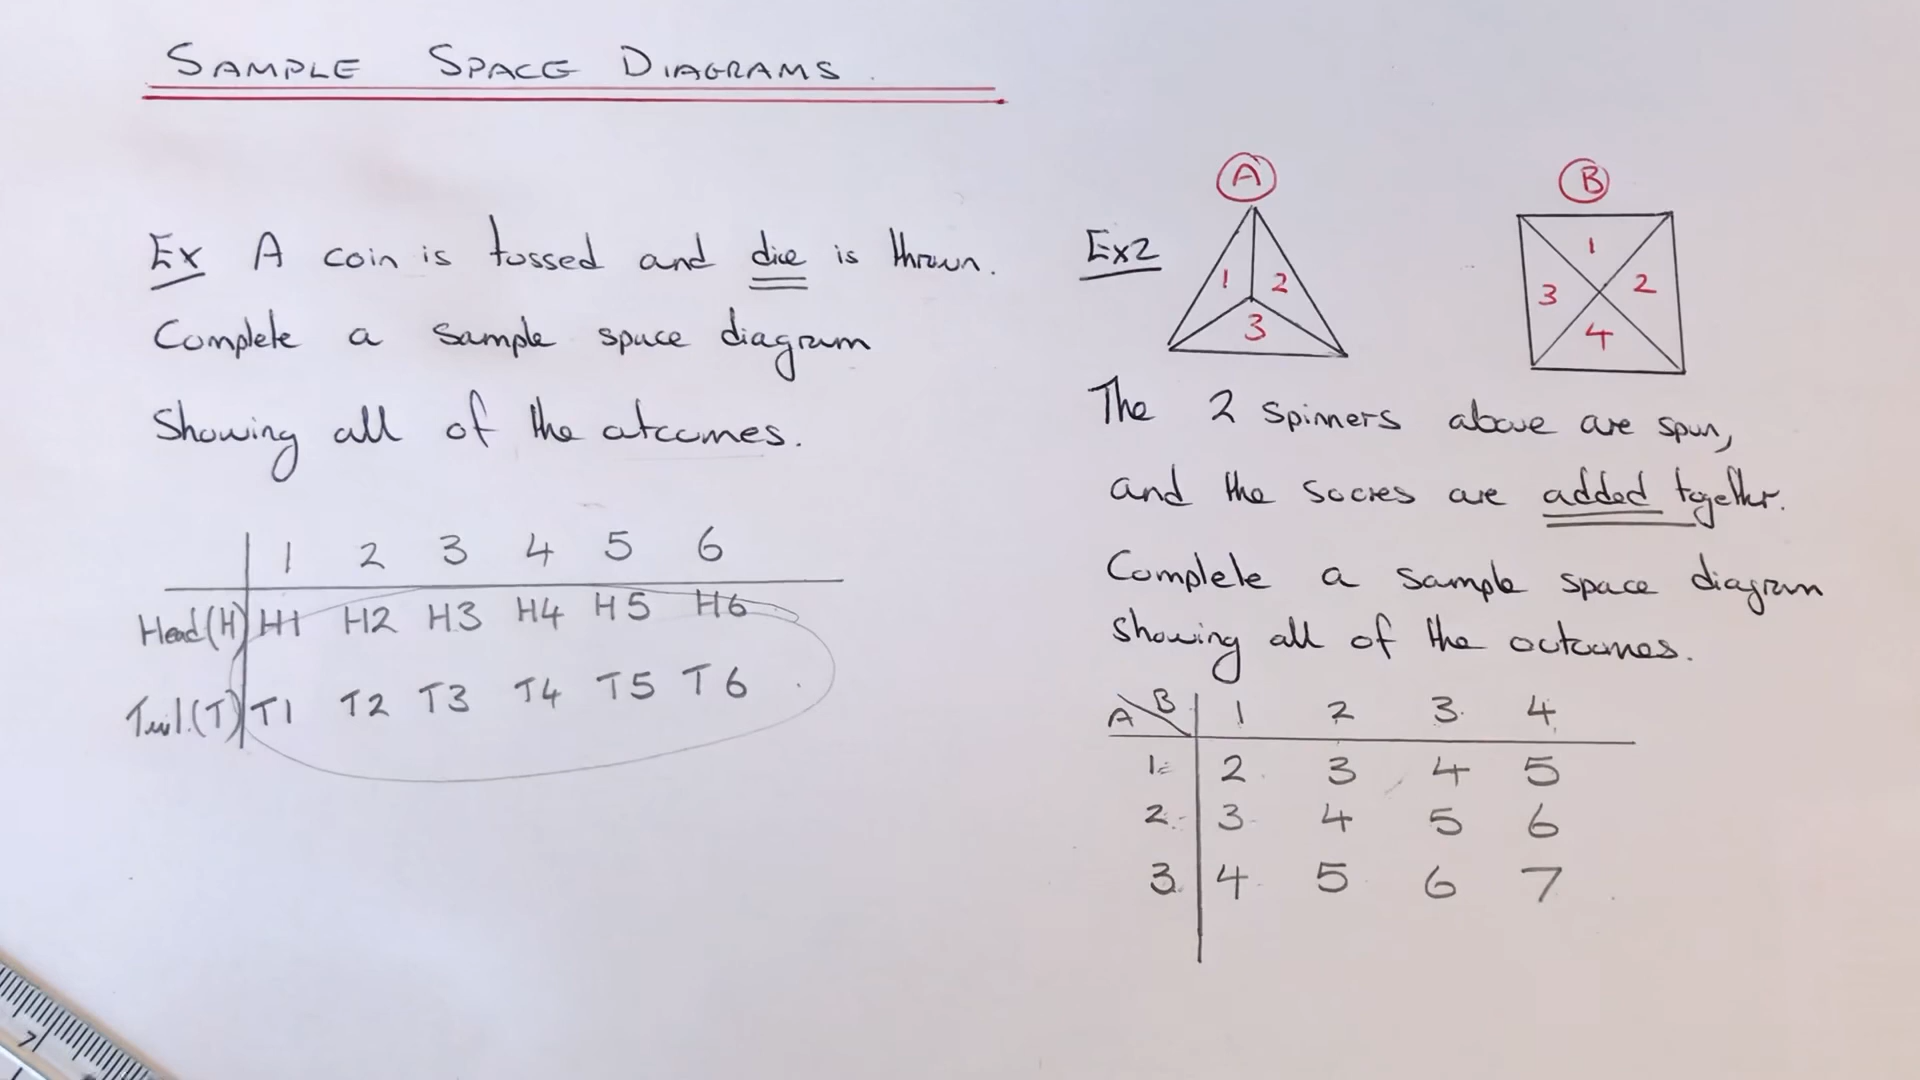 SAMPLE SPACE DIAGRAMS.
Ex A coin is tossed and dice is thrown.
Complete a sample space diagram
Showing all of the atcomes.
1 2 3 4 5 6
Head(H) H1 H2 H3 H4 H5 H6
Tail.(T) T1 T2 T3 T4 T5 T6
A B
Ex2
1 2 3
1 2 3 4
The 2 spinners above are spun,
and the socres are added together.
Complete a sample space diagram
showing all of the outcomes.
A B 1 2 3 4
1 2 3 4 5
2 3 4 5 6
3 4 5 6 7